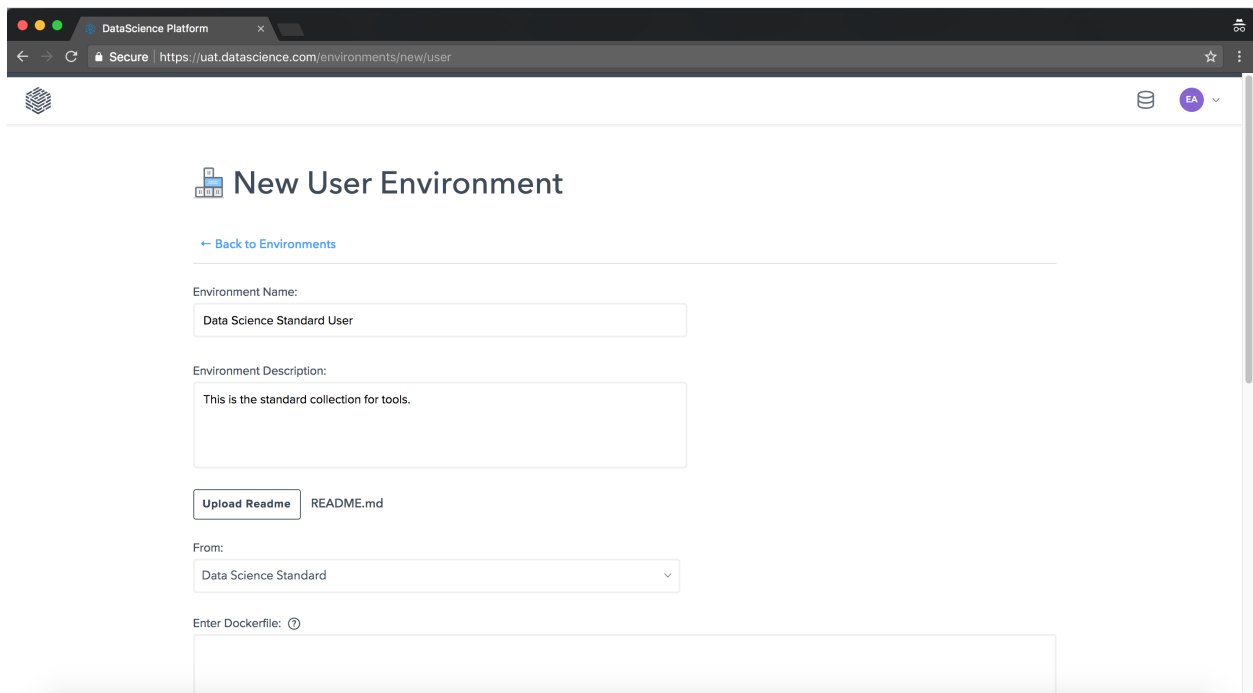 DataScience Platform
Secure https://uat.datascience.com/environments/new/user
EA
New User Environment
← Back to Environments
Environment Name:
Data Science Standard User
Environment Description:
This is the standard collection for tools.
Upload Readme README.md
From:
Data Science Standard
Enter Dockerfile: ?